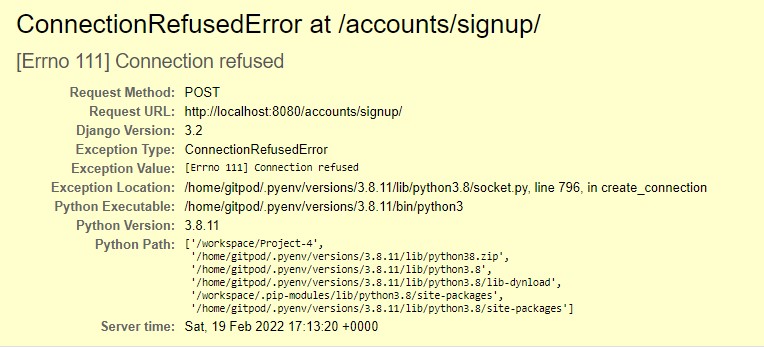 ConnectionRefusedError at /accounts/signup/
[Errno 111] Connection refused
Request Method: POST
Request URL: http://localhost:8080/accounts/signup/
Django Version: 3.2
Exception Type: ConnectionRefusedError
Exception Value: [Errno 111] Connection refused
Exception Location: /home/gitpod/.pyenv/versions/3.8.11/lib/python3.8/socket.py, line 796, in create_connection
Python Executable: /home/gitpod/.pyenv/versions/3.8.11/bin/python3
Python Version: 3.8.11
Python Path: ['/workspace/Project-4',
'/home/gitpod/.pyenv/versions/3.8.11/lib/python38.zip',
'/home/gitpod/.pyenv/versions/3.8.11/lib/python3.8',
'/home/gitpod/.pyenv/versions/3.8.11/lib/python3.8/lib-dynload',
'/workspace/.pip-modules/lib/python3.8/site-packages',
'/home/gitpod/.pyenv/versions/3.8.11/lib/python3.8/site-packages']
Server time: Sat, 19 Feb 2022 17:13:20 +0000